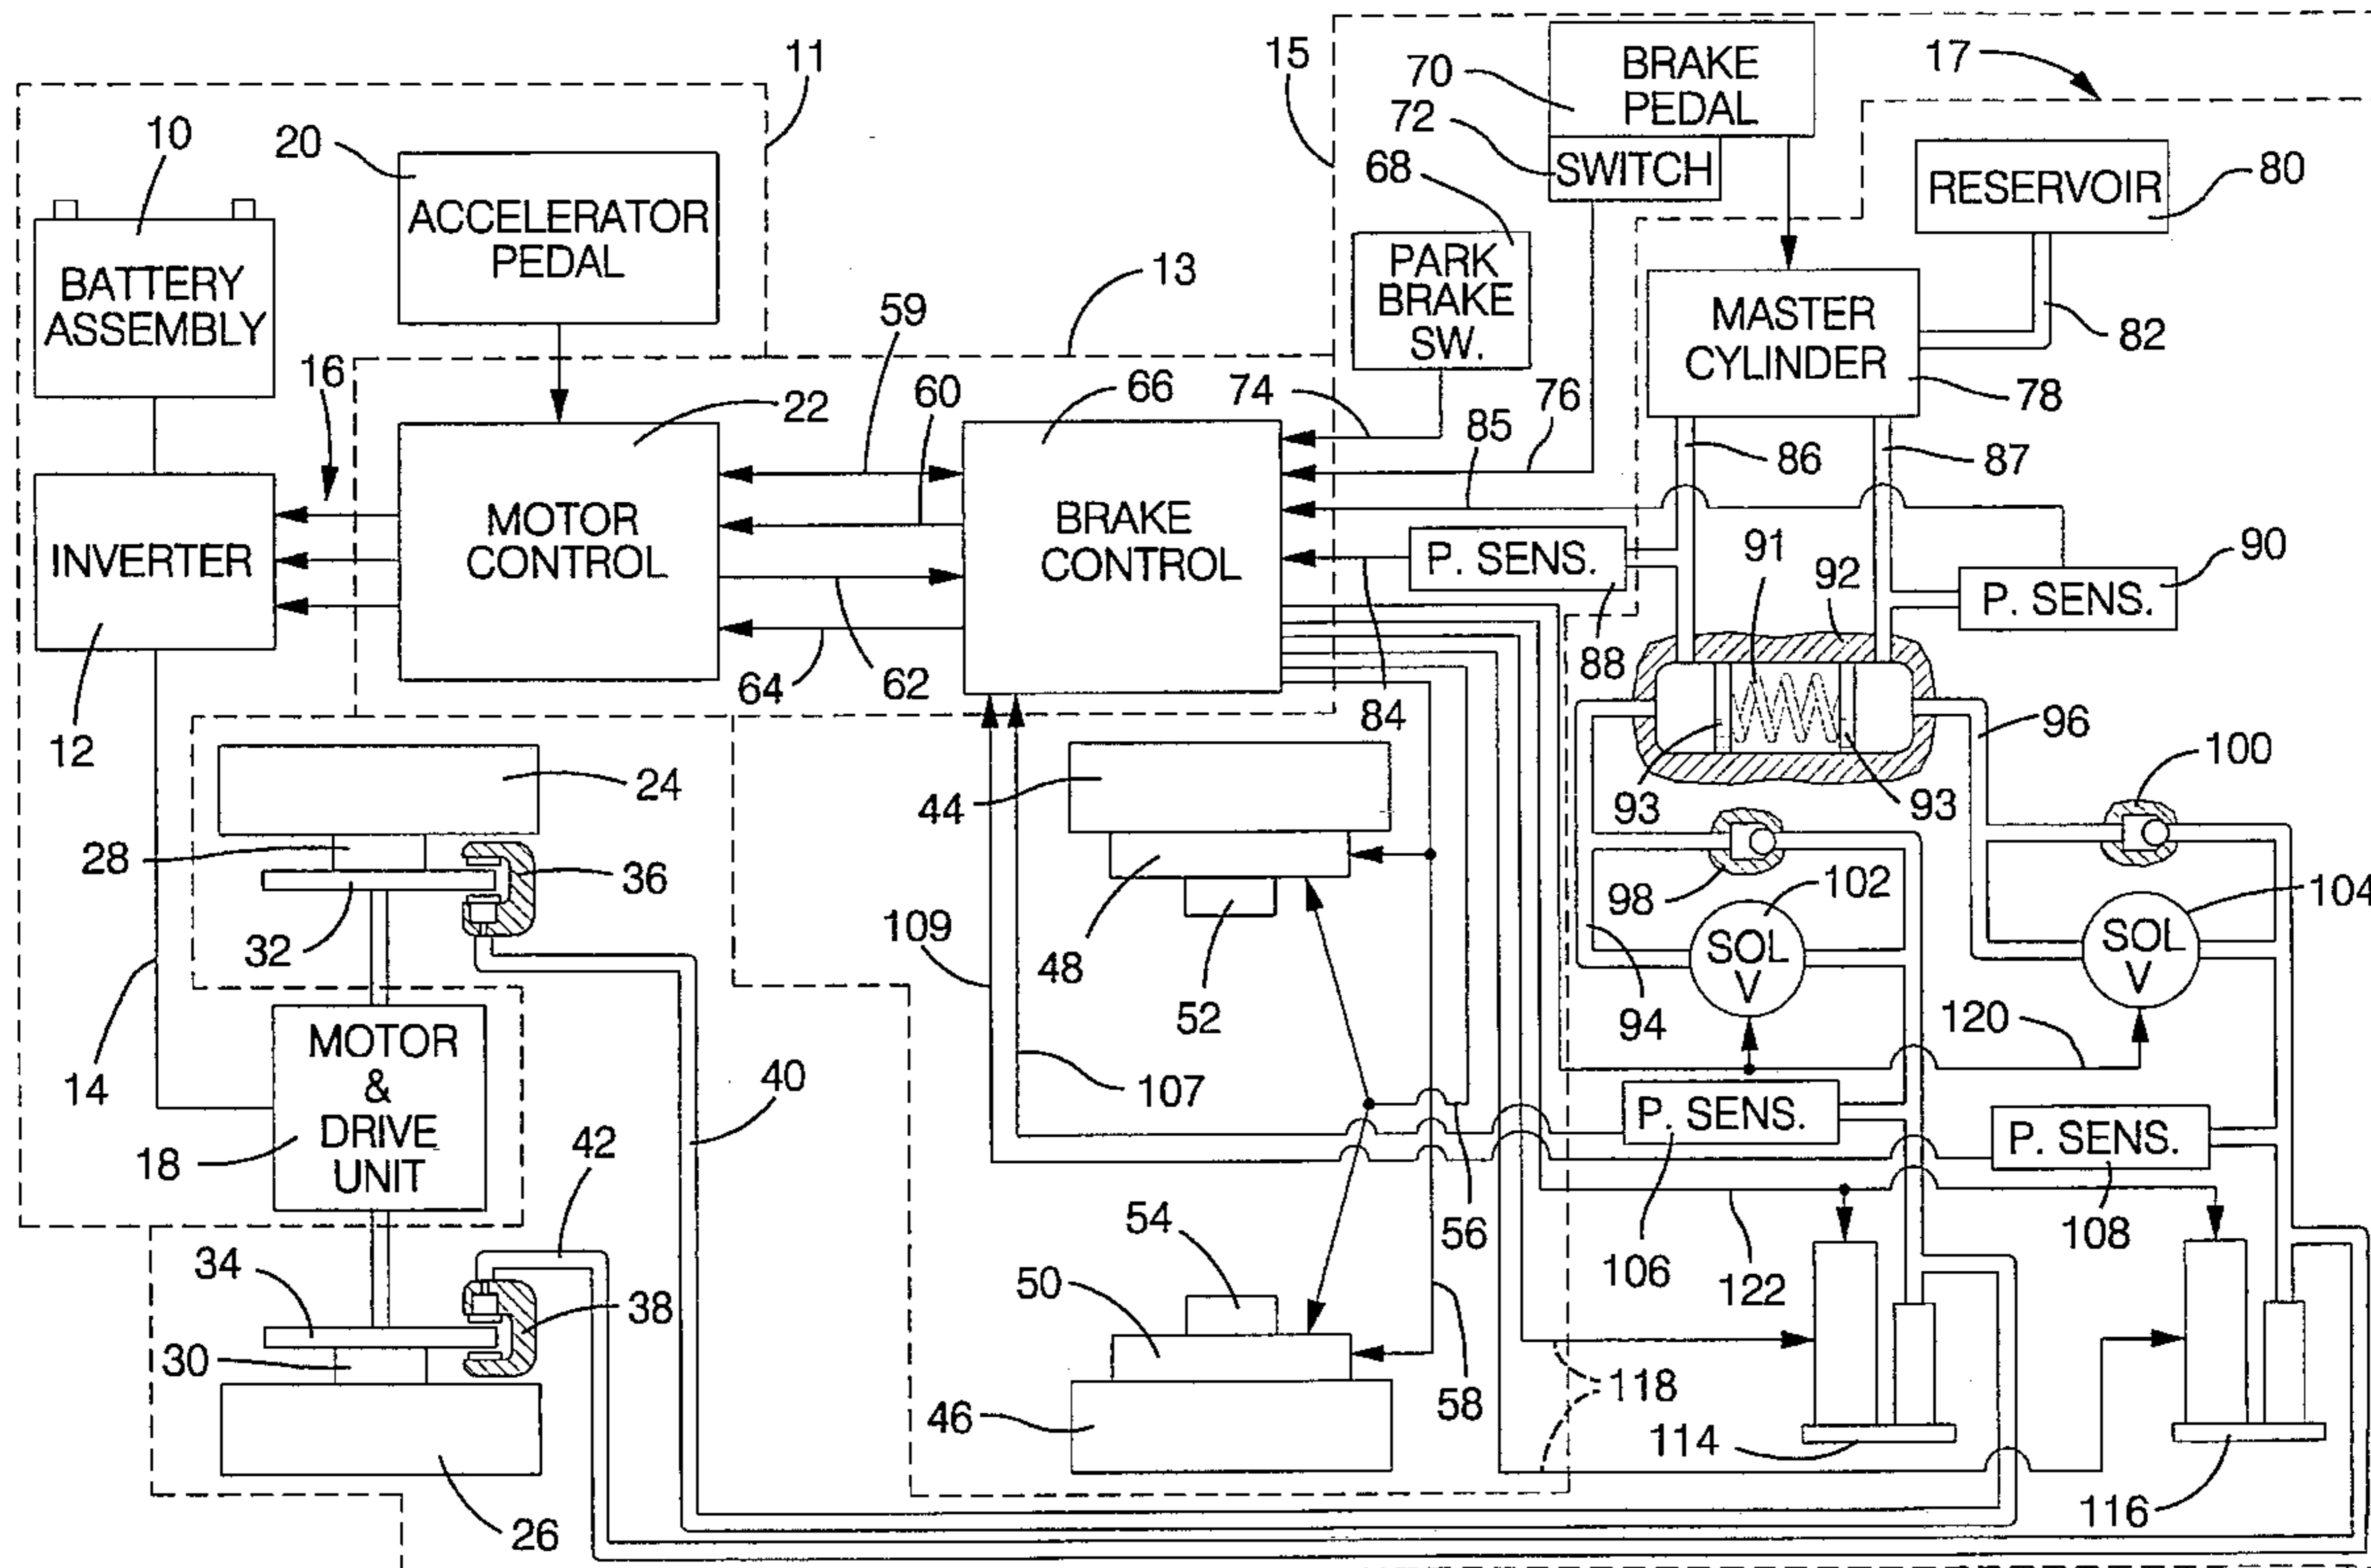 11
15
BRAKE
PEDAL
70
17
10
20
72
SWITCH
68
RESERVOIR
80
ACCELERATOR
PEDAL
BATTERY
ASSEMBLY
13
PARK
BRAKE
SW.
MASTER
CYLINDER
82
59
16
22
60
66
74
76
78
85
86
87
MOTOR
CONTROL
BRAKE
CONTROL
INVERTER
P. SENS.
91
92
90
P. SENS.
88
12
64
62
84
96
24
44
93
93
100
28
36
98
102
104
32
109
48
SOL
V
SOL
V
52
94
120
MOTOR
&
DRIVE
UNIT
14
40
107
P. SENS.
P. SENS.
18
42
56
54
106
122
108
34
38
50
30
58
118
46
114
116
26